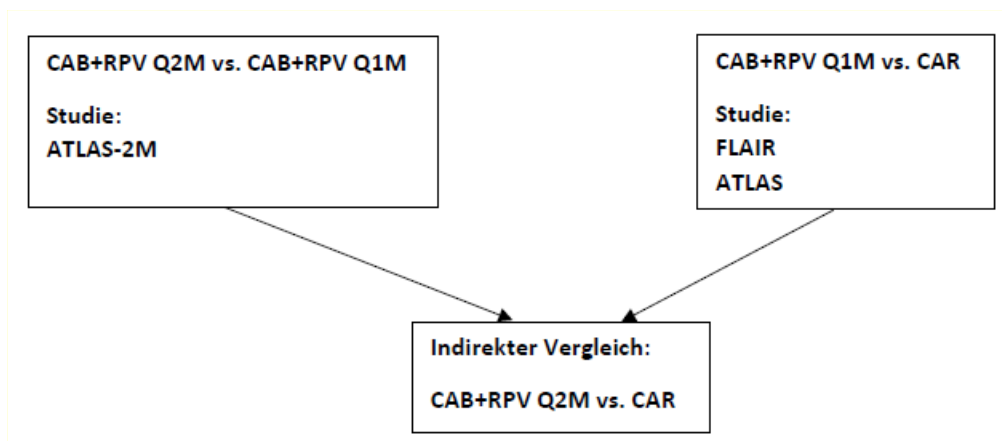 CAB+RPV Q2M vs. CAB+RPV Q1M
Studie:
ATLAS-2M
CAB+RPV Q1M vs. CAR
Studie:
FLAIR
ATLAS
Indirekter Vergleich:
CAB+RPV Q2M vs. CAR